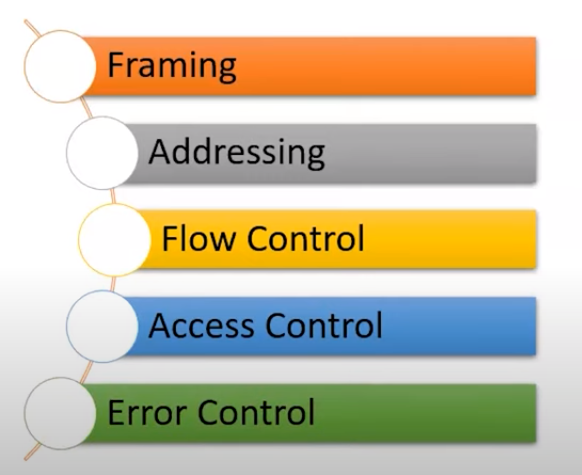 Framing
Addressing
Flow Control
Access Control
Error Control